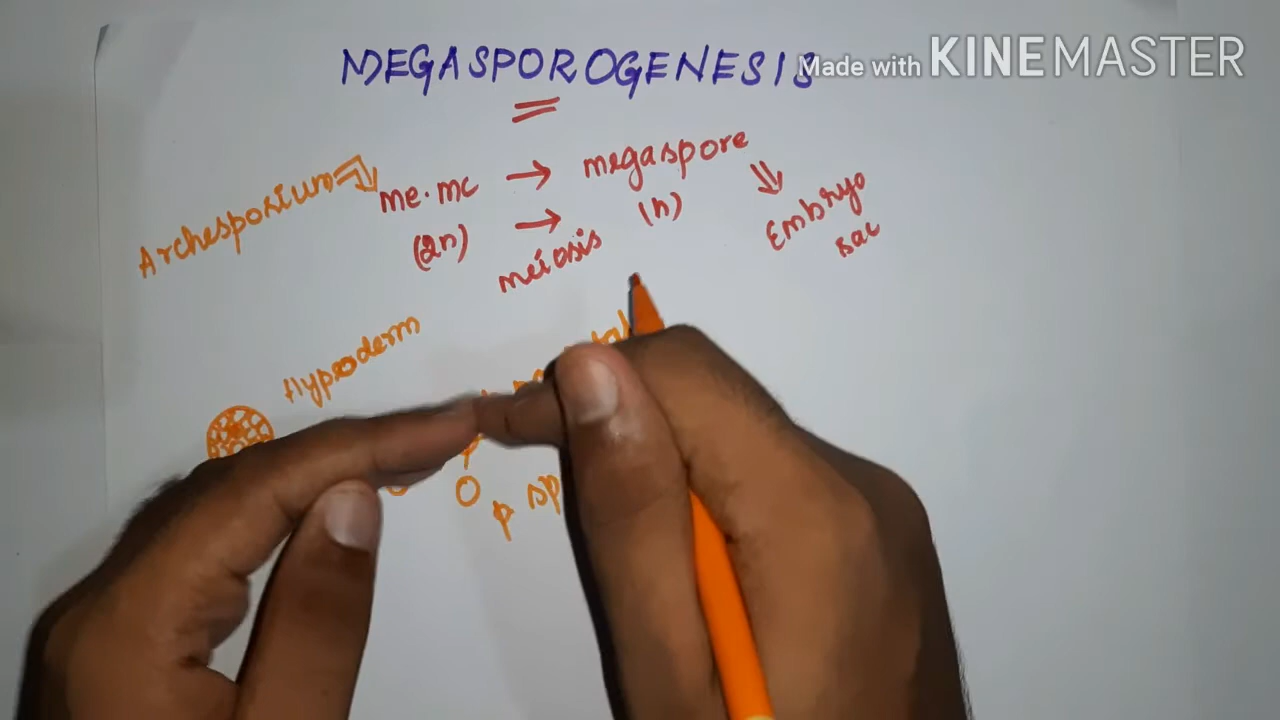 MEGASPOROGENESIS
Made with KINEMASTER
Archesporium
me.mc → megaspore
(2n) → (n)
meiosis
Embryo
sac
Hypoderm